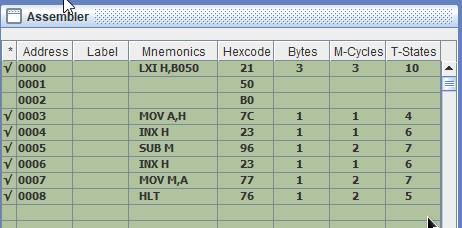 Assembler
* Address Label Mnemonics Hexcode Bytes M-Cycles T-States
√ 0000 LXI H,B050 21 3 3 10
0001 50
0002 B0
√ 0003 MOV A,H 7C 1 1 4
√ 0004 INX H 23 1 1 6
√ 0005 SUB M 96 1 2 7
√ 0006 INX H 23 1 1 6
√ 0007 MOV M,A 77 1 2 7
√ 0008 HLT 76 1 2 5